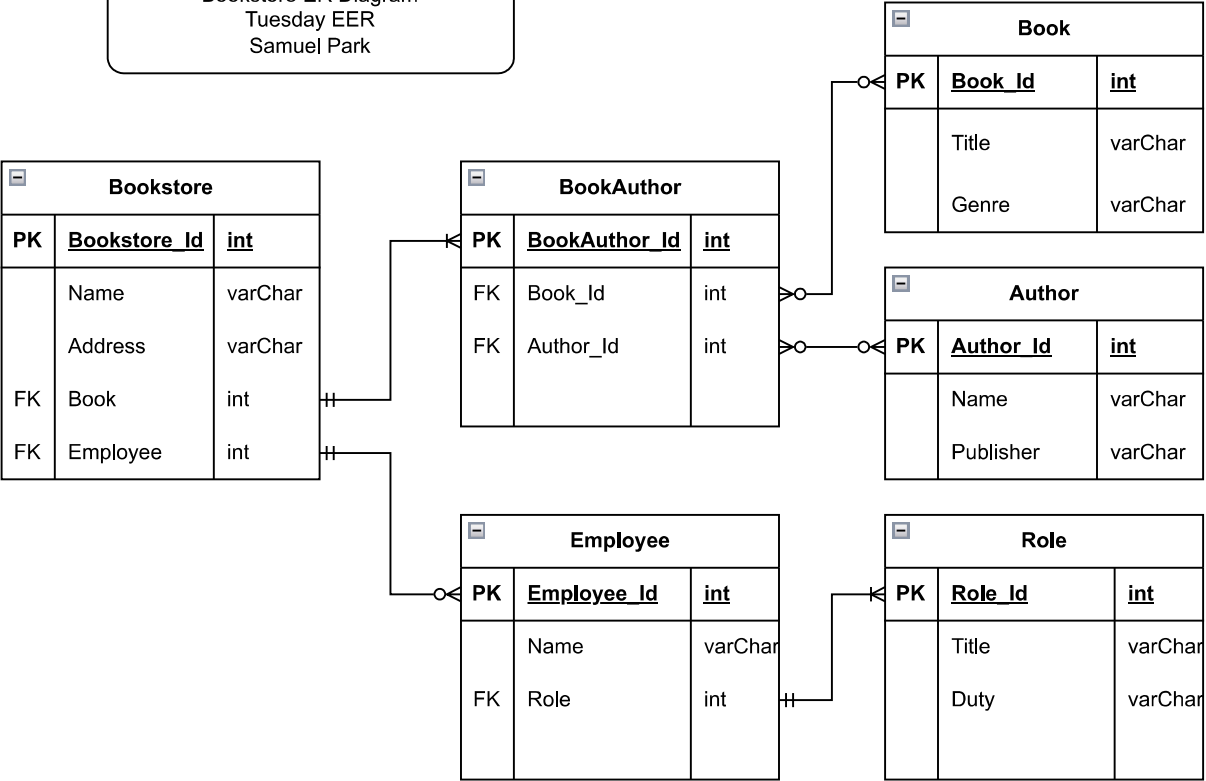 Bookstore ER Diagram
Tuesday EER
Samuel Park
Book
PK Book_Id int
Title varChar
Genre varChar
Bookstore
PK Bookstore_Id int
Name varChar
Address varChar
FK Book int
FK Employee int
BookAuthor
PK BookAuthor_Id int
FK Book_Id int
FK Author_Id int
Author
PK Author_Id int
Name varChar
Publisher varChar
Employee
PK Employee_Id int
Name varChar
FK Role int
Role
PK Role_Id int
Title varChar
Duty varChar